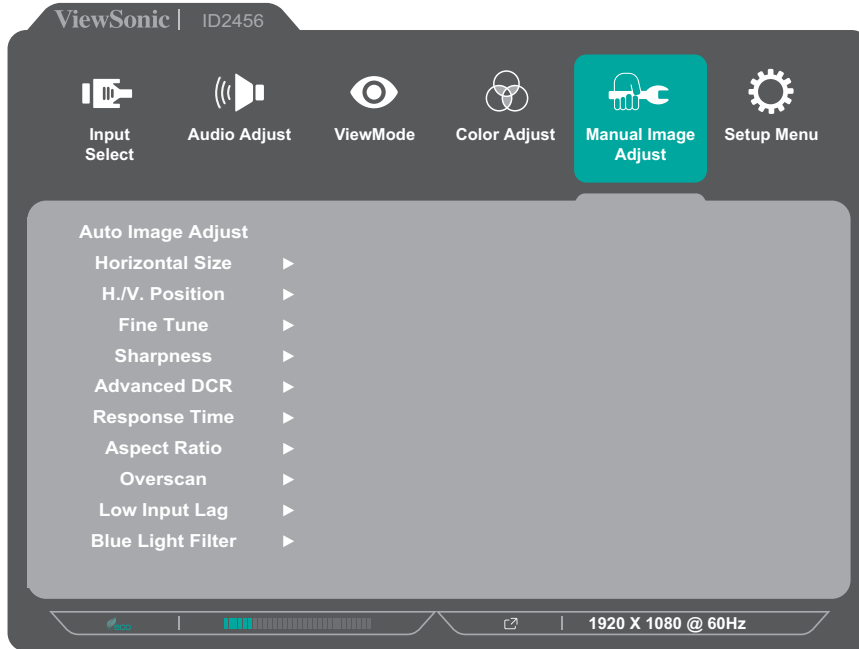 ViewSonic | ID2456
Input Select
Audio Adjust
ViewMode
Color Adjust
Manual Image Adjust
Setup Menu
Auto Image Adjust
Horizontal Size
H./V. Position
Fine Tune
Sharpness
Advanced DCR
Response Time
Aspect Ratio
Overscan
Low Input Lag
Blue Light Filter
eco
1920 X 1080 @ 60Hz